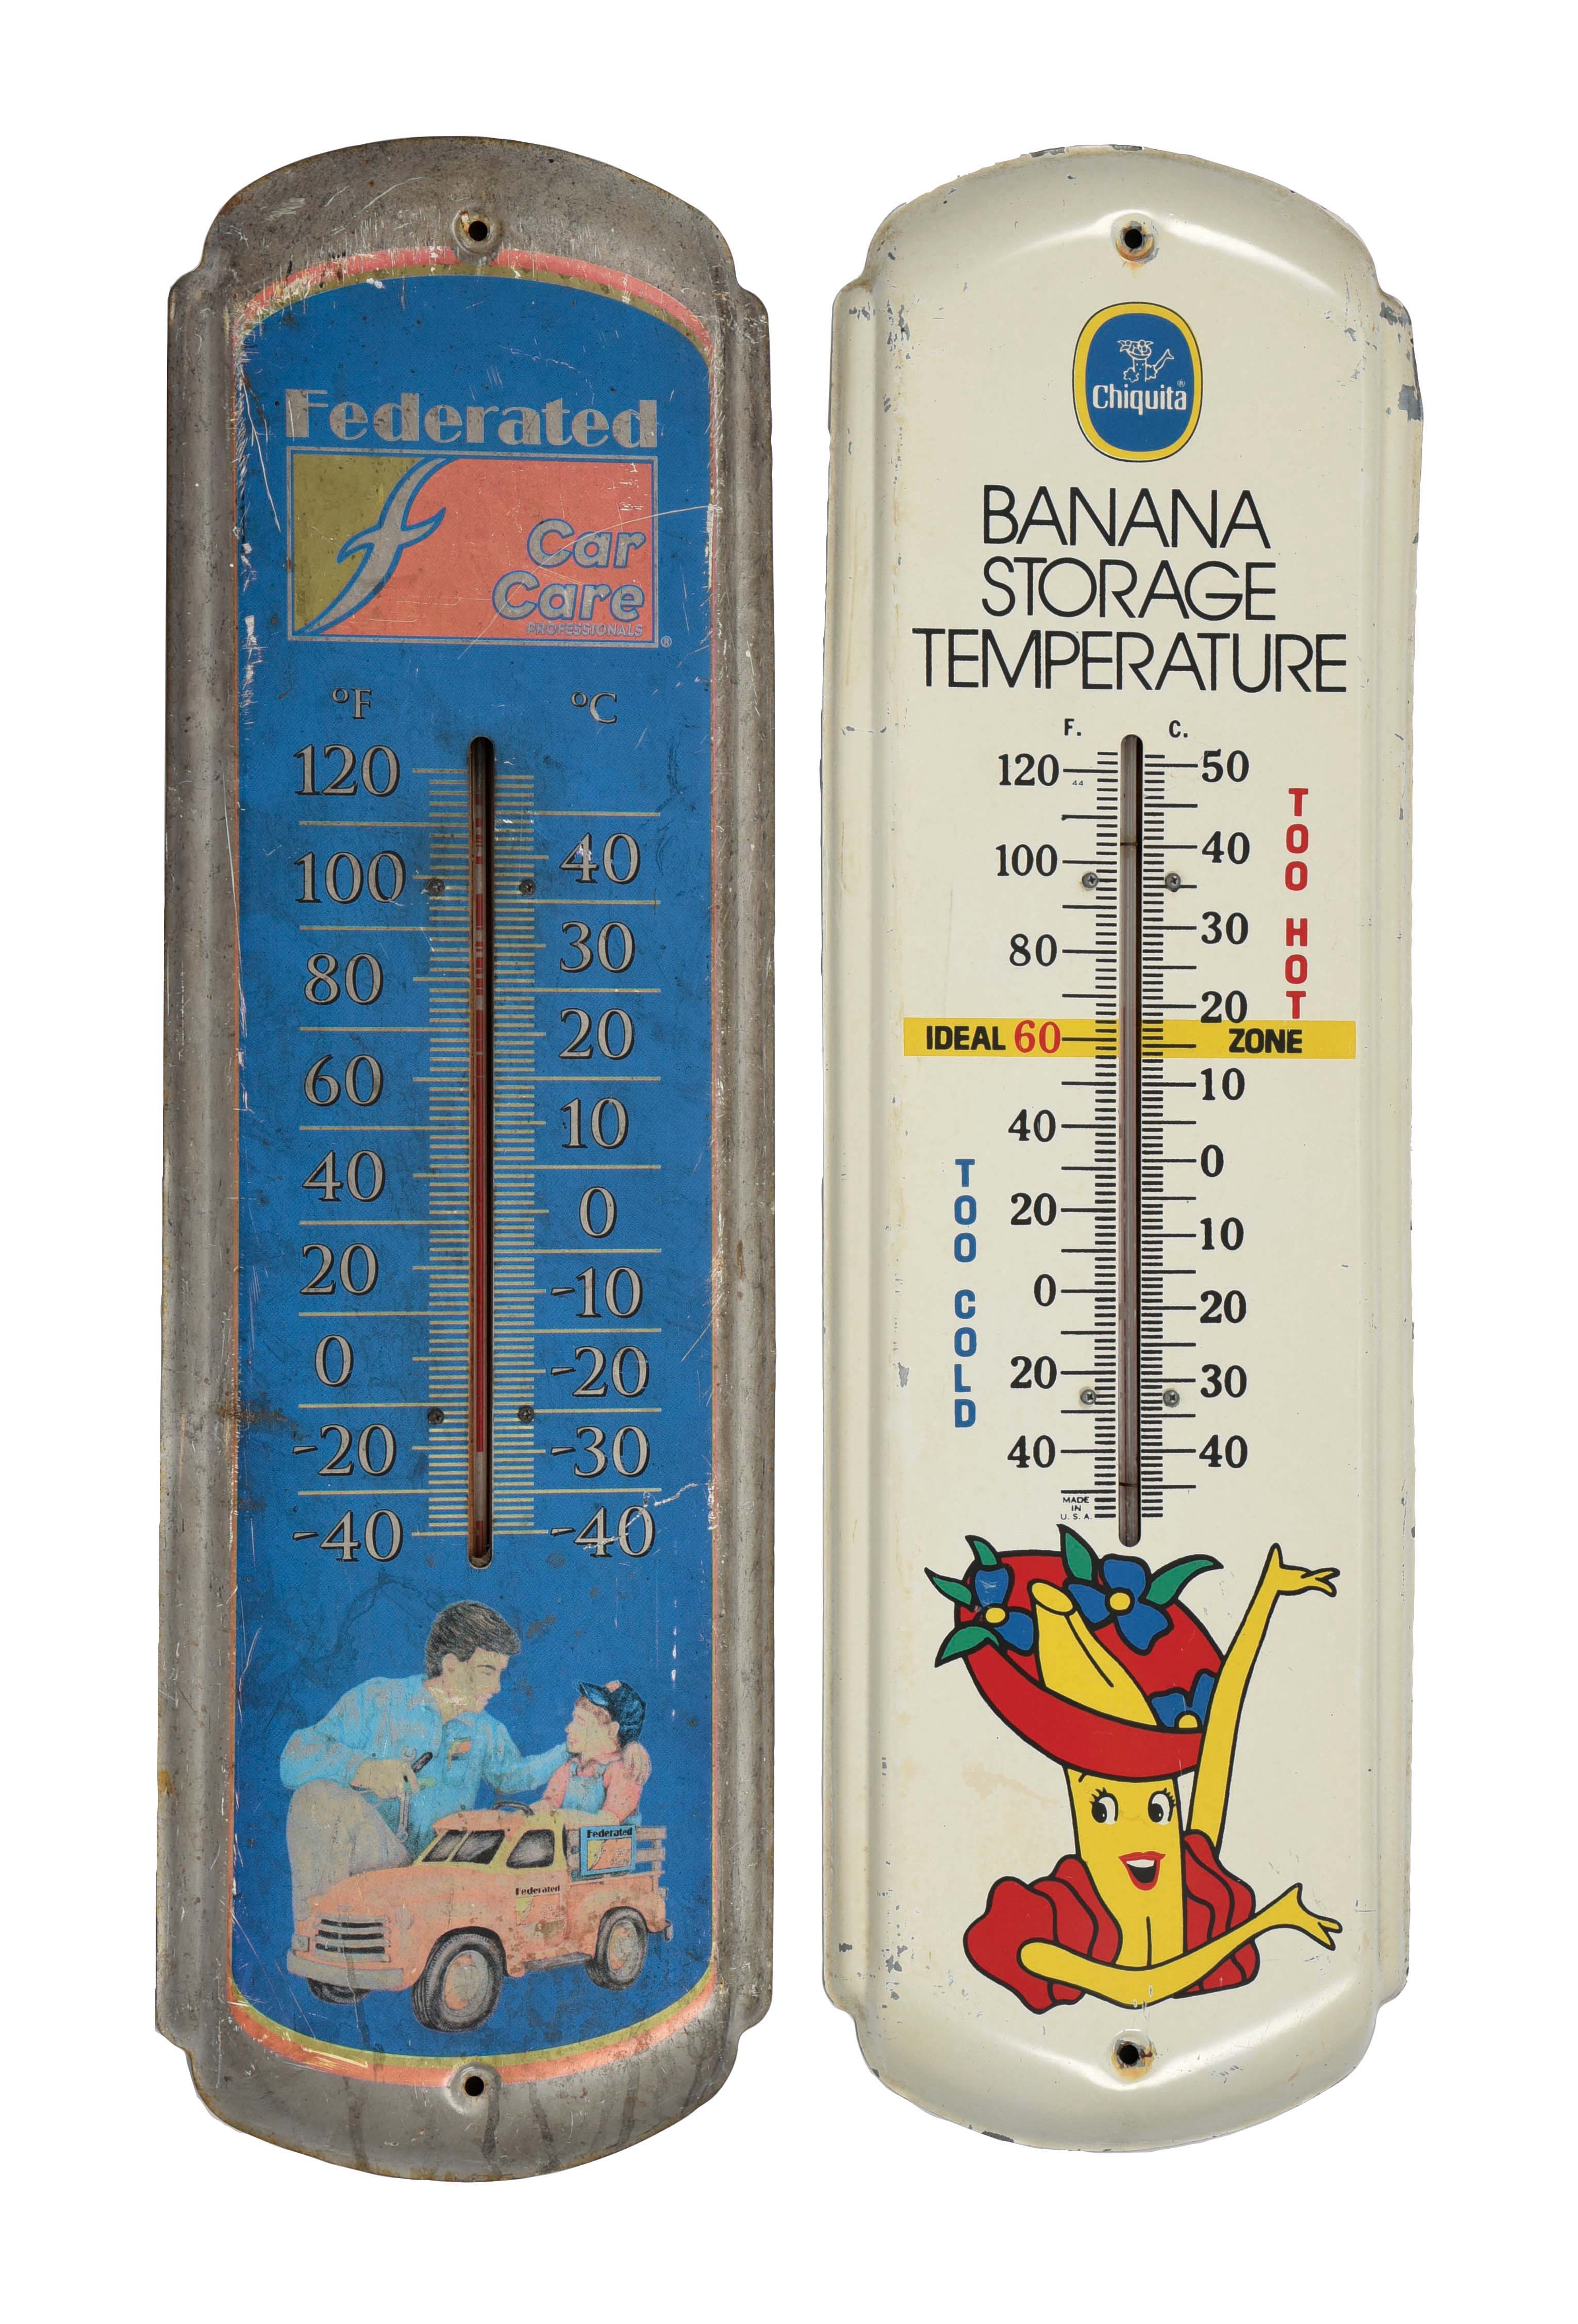 Federated
Car
Care
PROFESSIONALS
®
°F °C
120
40
100
30
80
20
60
10
40
0
20
-10
0
-20
-20
-30
-40
-40
Federated
Federated
Chiquita®
BANANA
STORAGE
TEMPERATURE
F. C.
120 50
44
100 40
80 30
TOO HOT
20
IDEAL 60 ZONE
10
40
0
20
10
0
20
TOO COLD
20 30
40 40
MADE
IN
U.S.A.